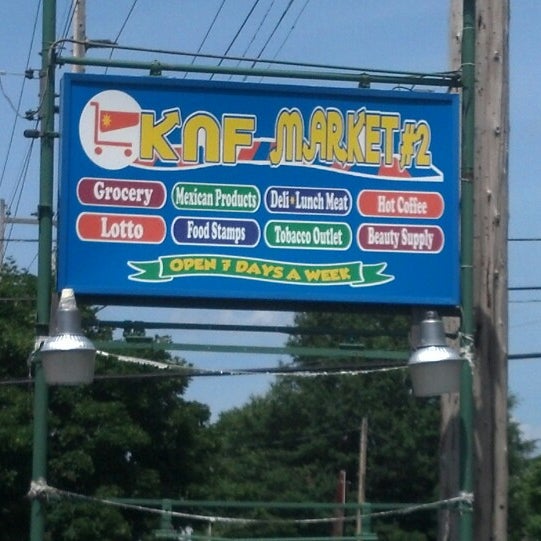 KNF MARKET #2
Grocery Mexican Products Deli • Lunch Meat Hot Coffee
Lotto Food Stamps Tobacco Outlet Beauty Supply
OPEN 7 DAYS A WEEK